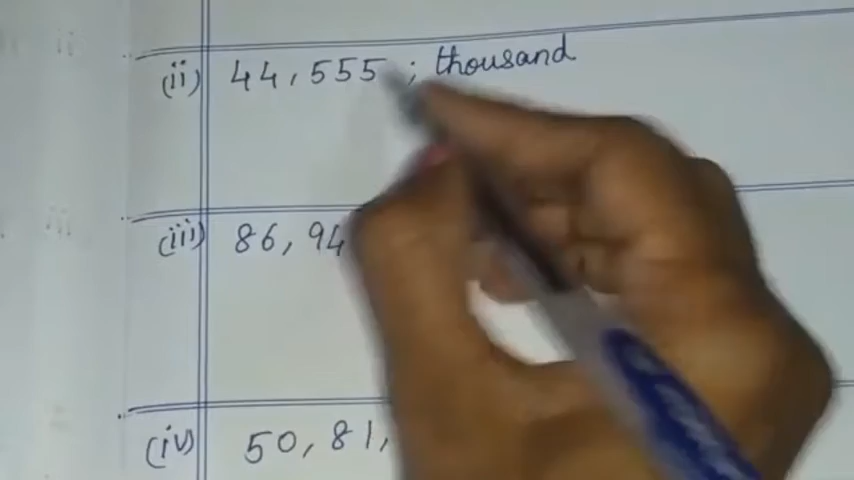 (ii) 44,555 ; thousand
(iii) 86,94
(iv) 50,81,